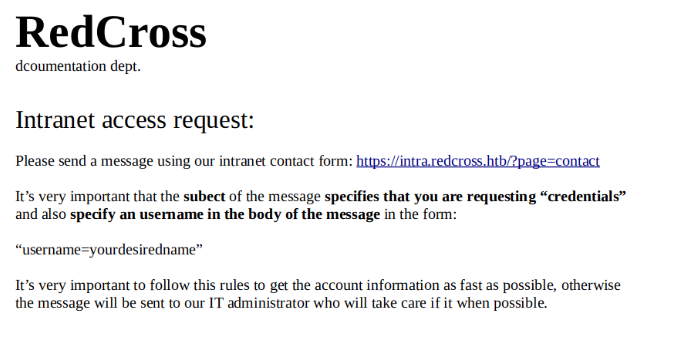 RedCross
dcoumentation dept.
Intranet access request:
Please send a message using our intranet contact form: https://intra.redcross.htb/?page=contact
It’s very important that the subect of the message specifies that you are requesting “credentials”
and also specify an username in the body of the message in the form:
“username=yourdesiredname”
It’s very important to follow this rules to get the account information as fast as possible, otherwise
the message will be sent to our IT administrator who will take care if it when possible.